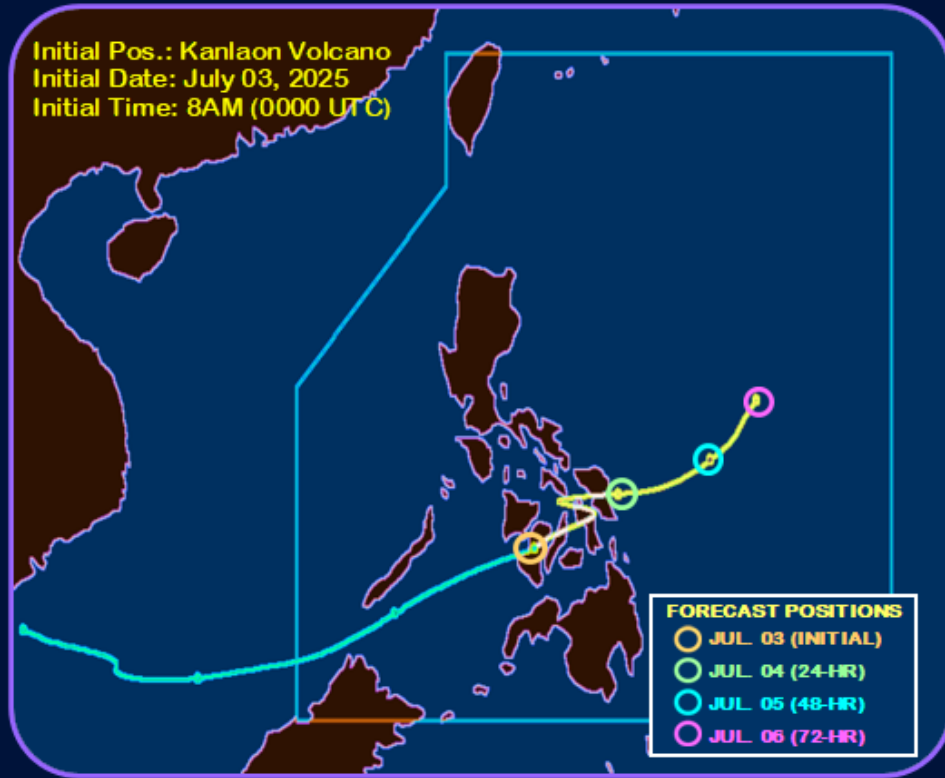 Initial Pos.: Kanlaon Volcano
Initial Date: July 03, 2025
Initial Time: 8AM (0000 UTC)
FORECAST POSITIONS
JUL. 03 (INITIAL)
JUL. 04 (24-HR)
JUL. 05 (48-HR)
JUL. 06 (72-HR)